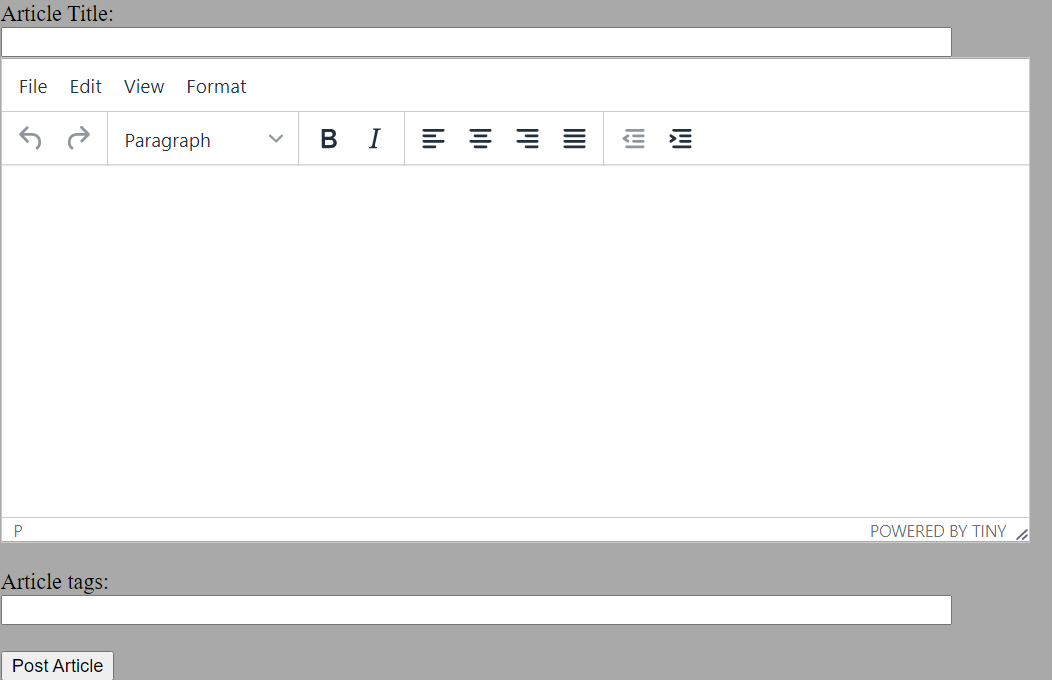 Article Title:
File Edit View Format
Paragraph B I
P POWERED BY TINY
Article tags:
Post Article